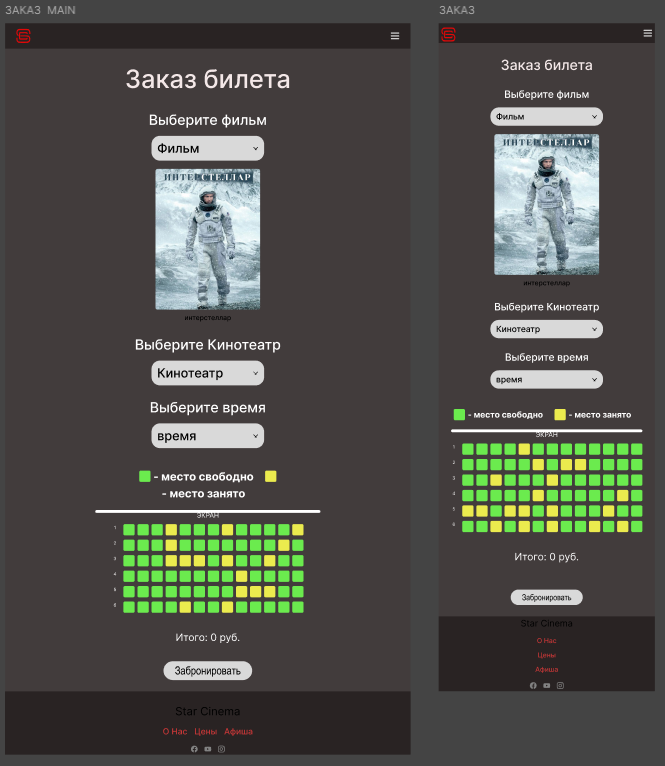 ЗАКАЗ MAIN
Заказ билета
Выберите фильм
Фильм
ИНТЕРСТЕЛЛАР
интерстеллар
Выберите Кинотеатр
Кинотеатр
Выберите время
время
- место свободно
- место занято
ЭКРАН
1
2
3
4
5
6
Итого: 0 руб.
Забронировать
Star Cinema
О Нас Цены Афиша
ЗАКАЗ
Заказ билета
Выберите фильм
Фильм
ИНТЕРСТЕЛЛАР
интерстеллар
Выберите Кинотеатр
Кинотеатр
Выберите время
время
- место свободно - место занято
ЭКРАН
1
2
3
4
5
6
Итого: 0 руб.
Забронировать
Star Cinema
О Нас
Цены
Афиша